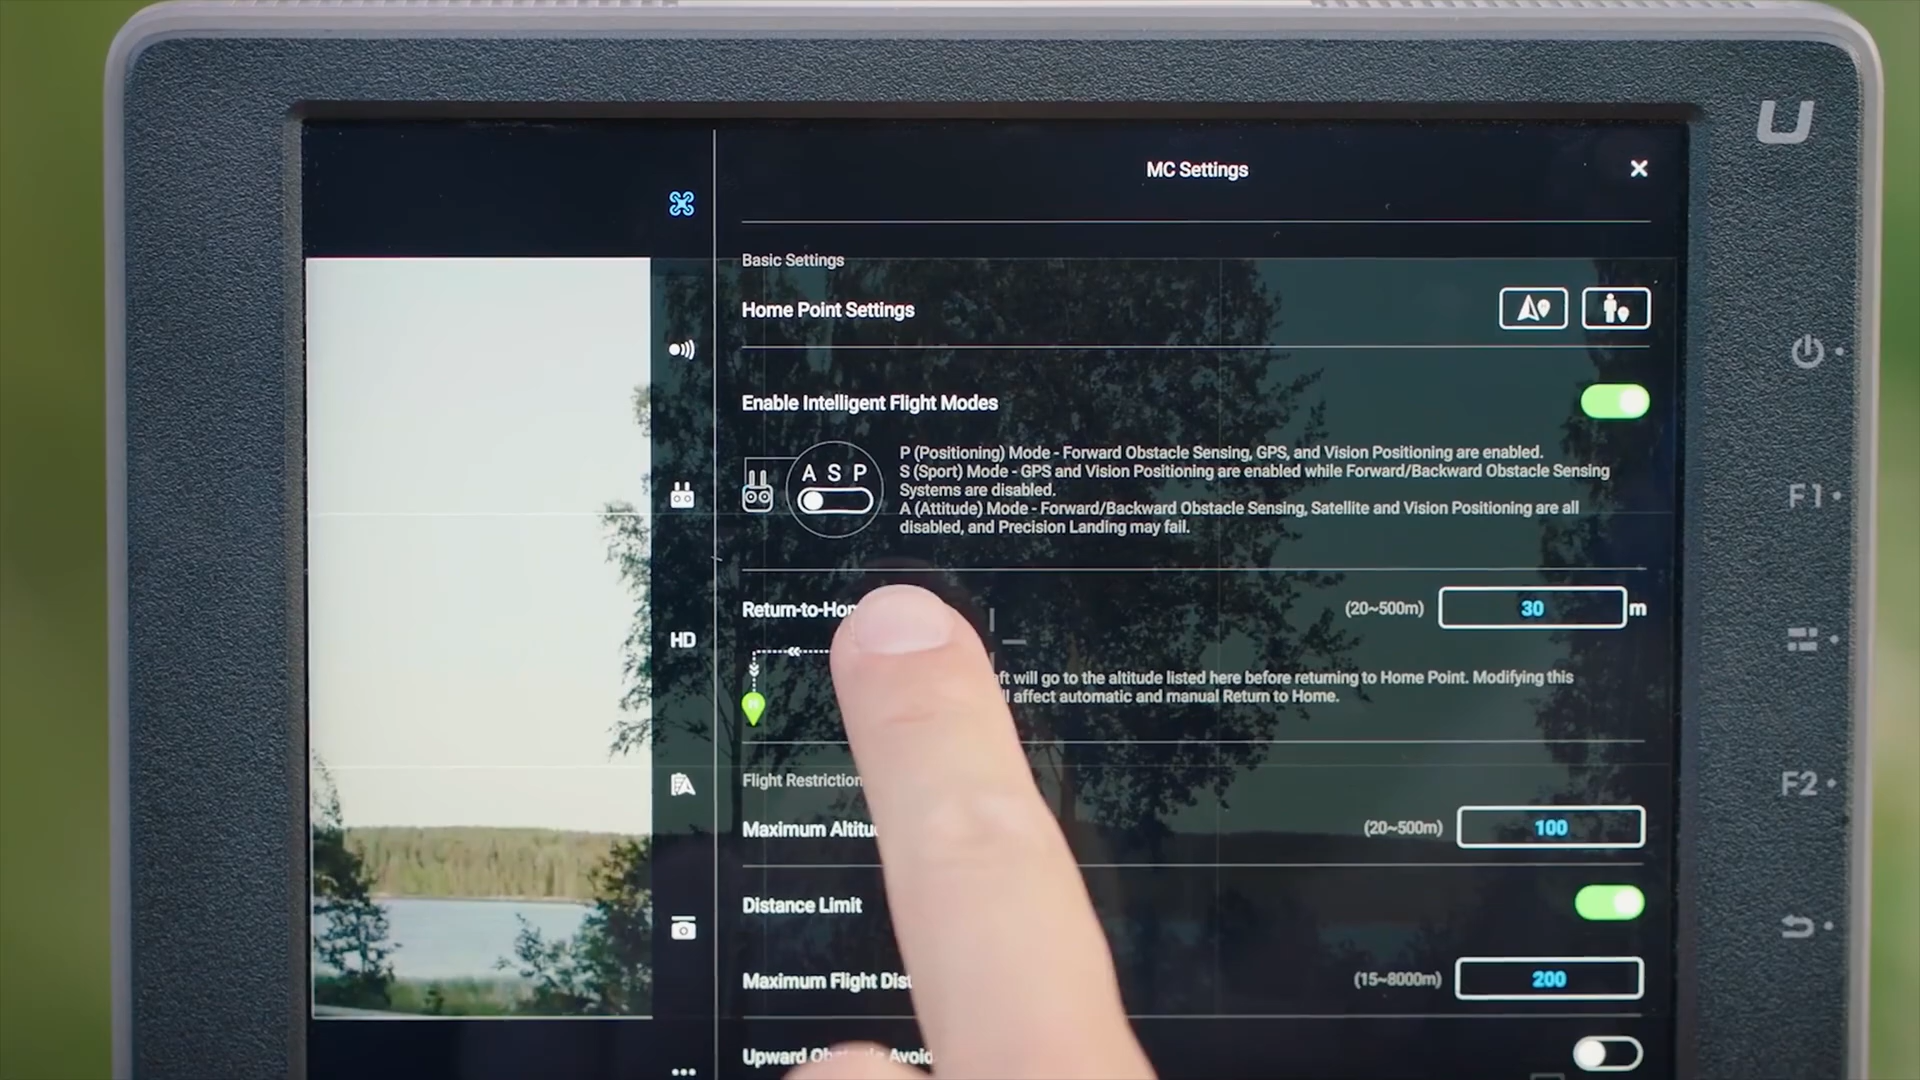 U
MC Settings
Basic Settings
Home Point Settings
Enable Intelligent Flight Modes
A S P
P (Positioning) Mode - Forward Obstacle Sensing, GPS, and Vision Positioning are enabled.
S (Sport) Mode - GPS and Vision Positioning are enabled while Forward/Backward Obstacle Sensing
Systems are disabled.
A (Attitude) Mode - Forward/Backward Obstacle Sensing, Satellite and Vision Positioning are all
disabled, and Precision Landing may fail.
Return-to-Hom (20~500m) 30 m
H
will go to the altitude listed here before returning to Home Point. Modifying this
affect automatic and manual Return to Home.
Flight Restriction
Maximum Altitu (20~500m) 100
Distance Limit
Maximum Flight Dist (15~8000m) 200
Upward Avoid
HD
F1
F2